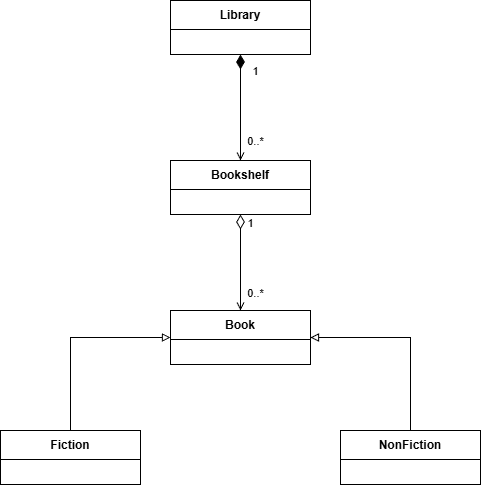 Library
1
0..*
Bookshelf
1
0..*
Book
Fiction
NonFiction